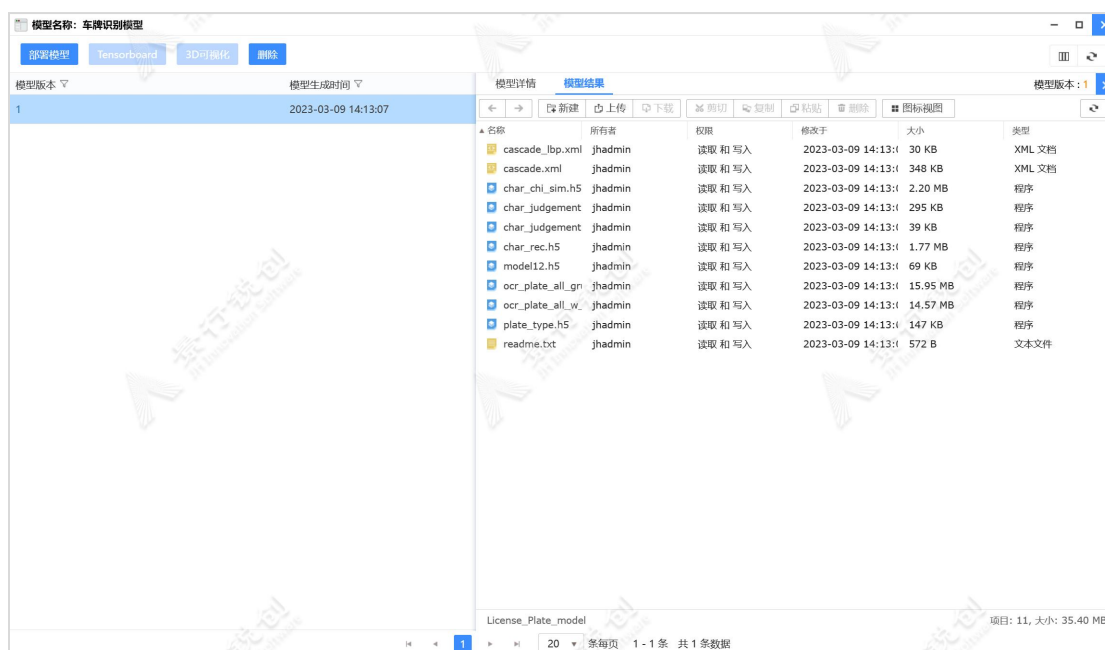 模型名称：车牌识别模型
部署模型 Tensorboard 3D可视化 删除
模型版本 模型生成时间
1 2023-03-09 14:13:07
模型详情 模型结果 模型版本：1
新建 上传 下载 剪切 复制 粘贴 删除 图标视图
名称 所有者 权限 修改于 大小 类型
cascade_lbp.xml jhadmin 读取 和 写入 2023-03-09 14:13:0 30 KB XML 文档
cascade.xml jhadmin 读取 和 写入 2023-03-09 14:13:0 348 KB XML 文档
char_chi_sim.h5 jhadmin 读取 和 写入 2023-03-09 14:13:0 2.20 MB 程序
char_judgement jhadmin 读取 和 写入 2023-03-09 14:13:0 295 KB 程序
char_judgement jhadmin 读取 和 写入 2023-03-09 14:13:0 39 KB 程序
char_rec.h5 jhadmin 读取 和 写入 2023-03-09 14:13:0 1.77 MB 程序
model12.h5 jhadmin 读取 和 写入 2023-03-09 14:13:0 69 KB 程序
ocr_plate_all_gru jhadmin 读取 和 写入 2023-03-09 14:13:0 15.95 MB 程序
ocr_plate_all_w_ jhadmin 读取 和 写入 2023-03-09 14:13:0 14.57 MB 程序
plate_type.h5 jhadmin 读取 和 写入 2023-03-09 14:13:0 147 KB 程序
readme.txt jhadmin 读取 和 写入 2023-03-09 14:13:0 572 B 文本文件
License_Plate_model 项目: 11, 大小: 35.40 MB
1 20 条每页 1 - 1 条 共 1 条数据